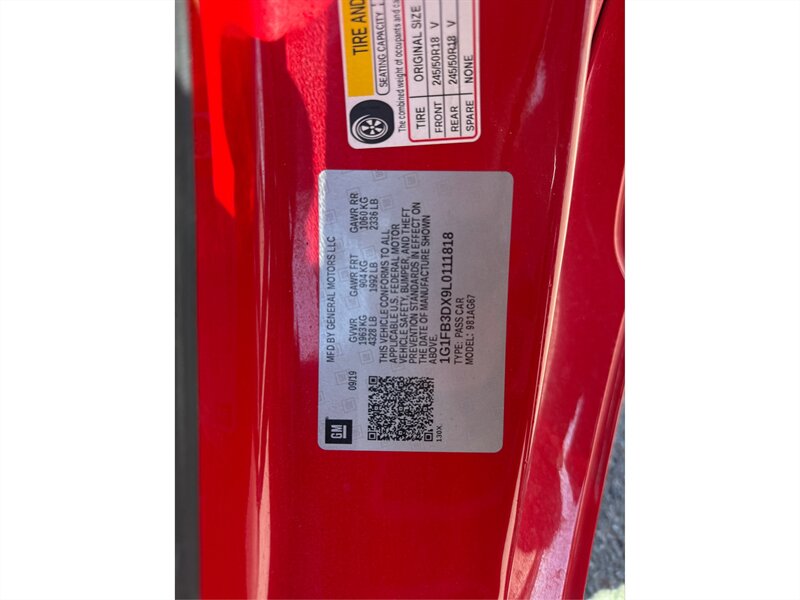 TIRE AND
SEATING CAPACITY
The combined weight of occupants and ca
TIRE ORIGINAL SIZE
FRONT 245/50R18 V
REAR 245/50R18 V
SPARE NONE
GM
MFD BY GENERAL MOTORS LLC
09/19
GVWR GAWR FRT GAWR RR
1963 KG 904 KG 1060 KG
4328 LB 1992 LB 2336 LB
THIS VEHICLE CONFORMS TO ALL
APPLICABLE U.S. FEDERAL MOTOR
VEHICLE SAFETY, BUMPER, AND THEFT
PREVENTION STANDARDS IN EFFECT ON
THE DATE OF MANUFACTURE SHOWN
ABOVE.
1G1FB3DX9L0111818
TYPE: PASS CAR
MODEL: 981AG67
130X